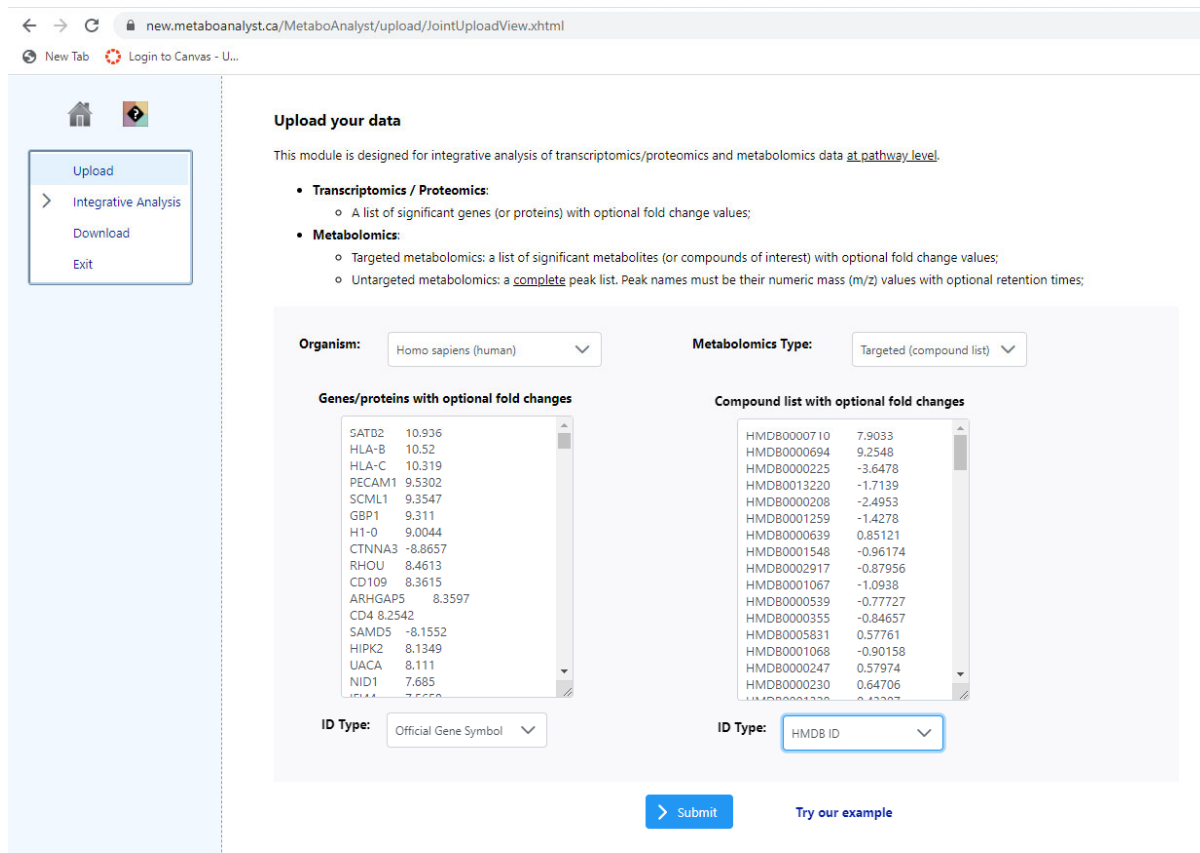 new.metaboanalyst.ca/MetaboAnalyst/upload/JointUploadView.xhtml
New Tab Login to Canvas - U...
Upload
Integrative Analysis
Download
Exit
Upload your data
This module is designed for integrative analysis of transcriptomics/proteomics and metabolomics data at pathway level.
Transcriptomics / Proteomics:
A list of significant genes (or proteins) with optional fold change values;
Metabolomics:
Targeted metabolomics: a list of significant metabolites (or compounds of interest) with optional fold change values;
Untargeted metabolomics: a complete peak list. Peak names must be their numeric mass (m/z) values with optional retention times;
Organism: Homo sapiens (human)
Metabolomics Type: Targeted (compound list)
Genes/proteins with optional fold changes
SATB2 10.936
HLA-B 10.52
HLA-C 10.319
PECAM1 9.5302
SCML1 9.3547
GBP1 9.311
H1-0 9.0044
CTNNA3 -8.8657
RHOU 8.4613
CD109 8.3615
ARHGAP5 8.3597
CD4 8.2542
SAMD5 -8.1552
HIPK2 8.1349
UACA 8.111
NID1 7.685
ID Type: Official Gene Symbol
Compound list with optional fold changes
HMDB0000710 7.9033
HMDB0000694 9.2548
HMDB0000225 -3.6478
HMDB0013220 -1.7139
HMDB0000208 -2.4953
HMDB0001259 -1.4278
HMDB0000639 0.85121
HMDB0001548 -0.96174
HMDB0002917 -0.87956
HMDB0001067 -1.0938
HMDB0000539 -0.77727
HMDB0000355 -0.84657
HMDB0005831 0.57761
HMDB0001068 -0.90158
HMDB0000247 0.57974
HMDB0000230 0.64706
ID Type: HMDB ID
Submit
Try our example